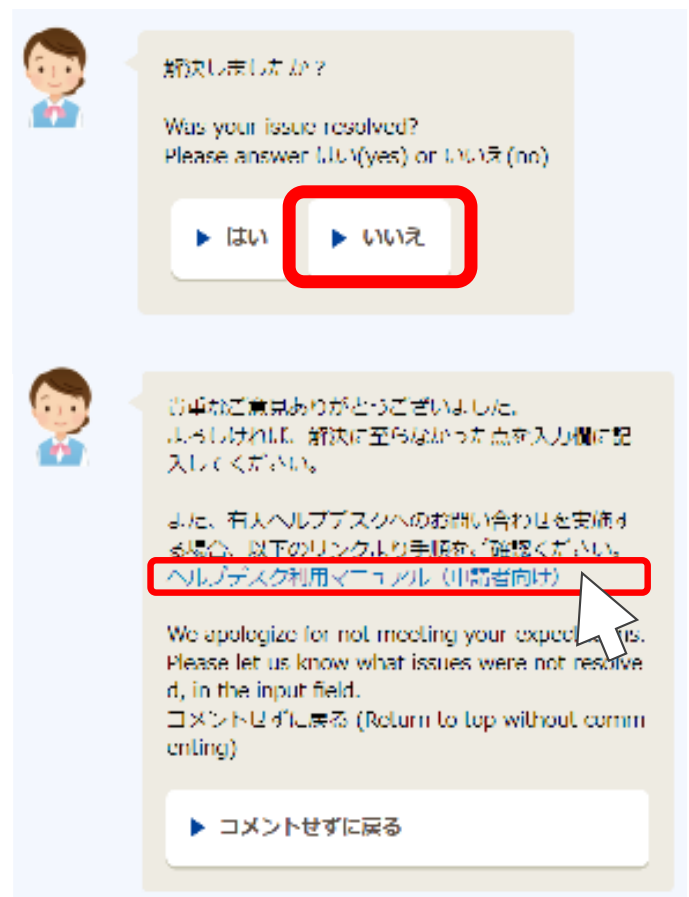 解決しましたか？
Was your issue resolved?
Please answer はい(yes) or いいえ(no)
はい
いいえ
貴重なご意見ありがとうございました。
よろしければ、解決に至らなかった点を入力欄に記
入してください。
また、有人ヘルプデスクへのお問い合わせを実施す
る場合、以下のリンクより手順をご確認ください。
ヘルプデスク利用マニュアル（申請者向け）
We apologize for not meeting your expectations.
Please let us know what issues were not resolve
d, in the input field.
コメントせずに戻る (Return to top without comm
enting)
コメントせずに戻る